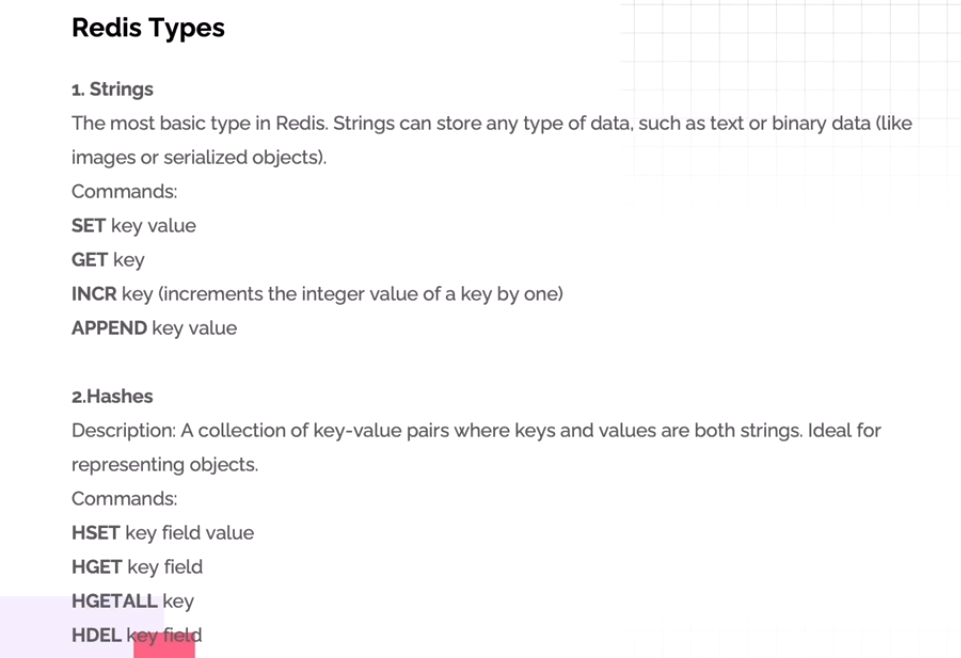 Redis Types
1. Strings
The most basic type in Redis. Strings can store any type of data, such as text or binary data (like
images or serialized objects).
Commands:
SET key value
GET key
INCR key (increments the integer value of a key by one)
APPEND key value
2.Hashes
Description: A collection of key-value pairs where keys and values are both strings. Ideal for
representing objects.
Commands:
HSET key field value
HGET key field
HGETALL key
HDEL key field